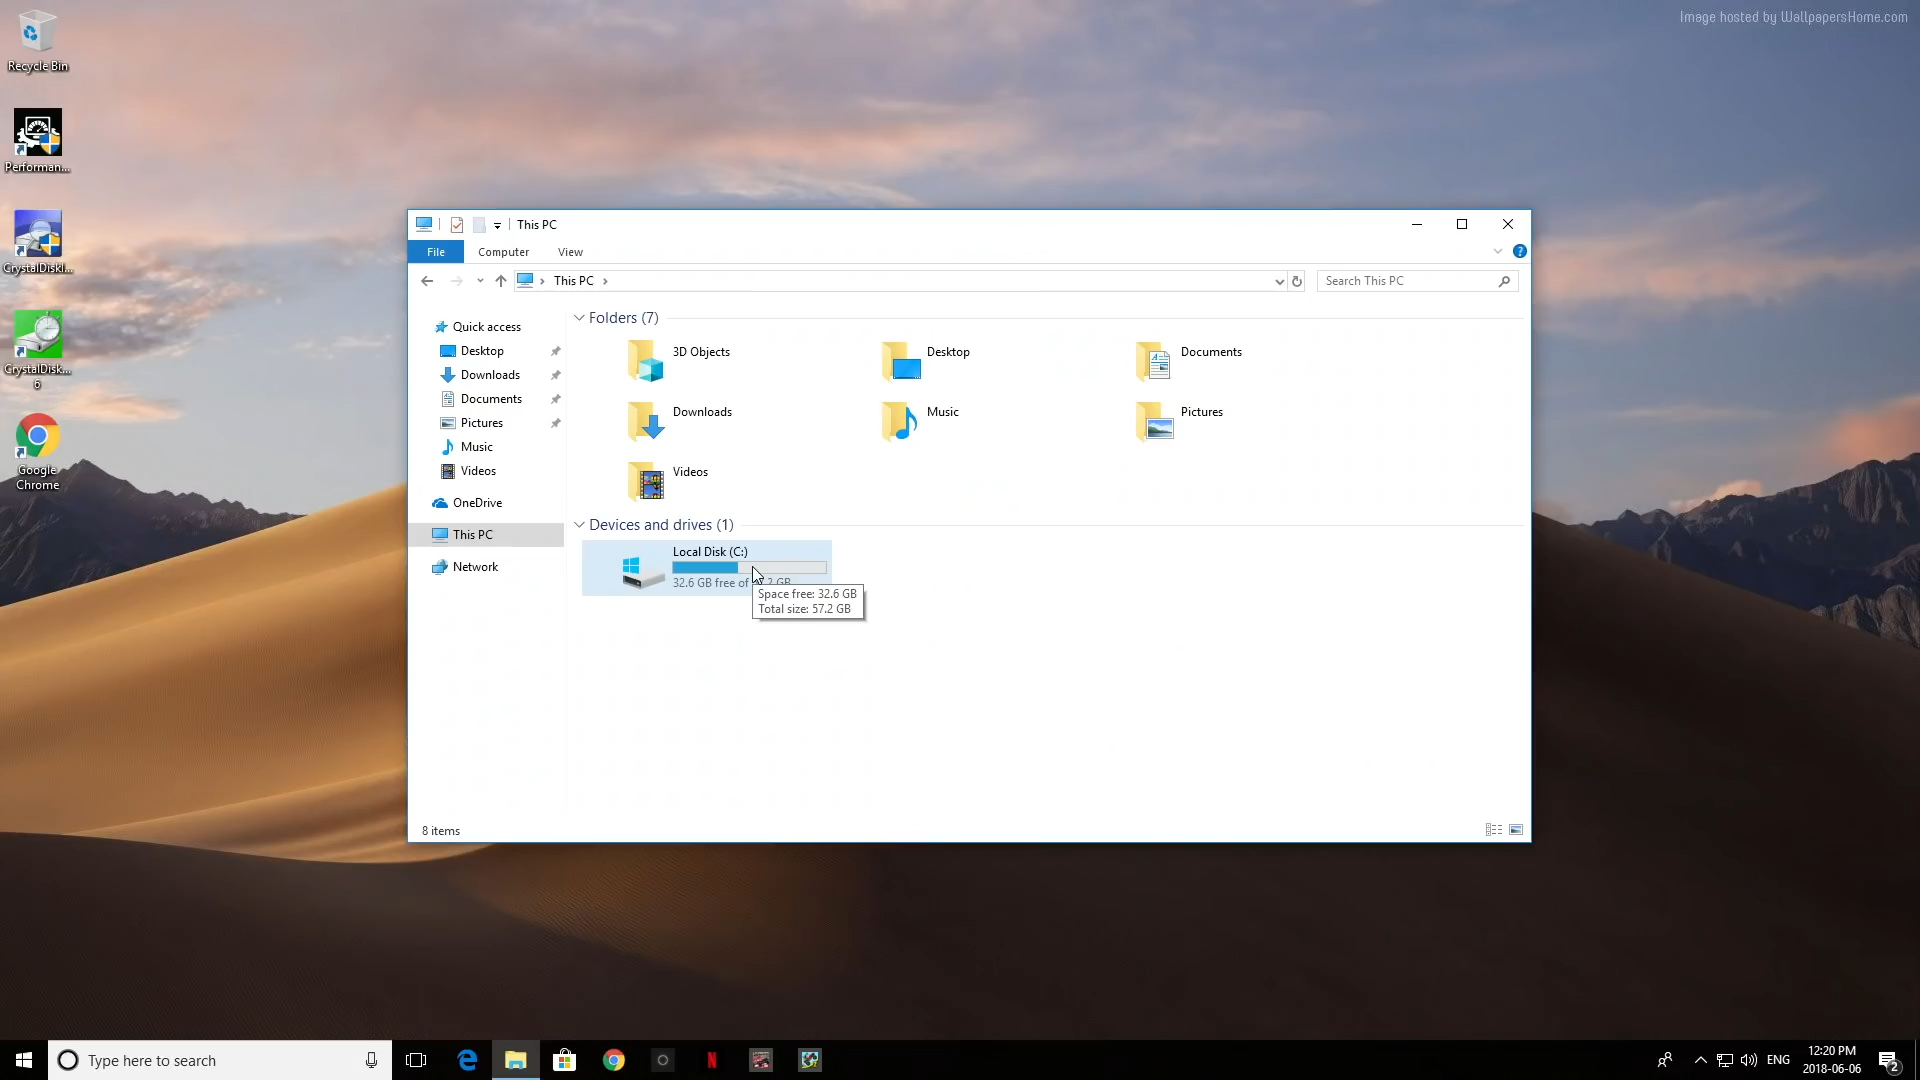 Image hosted by WallpapersHome.com
Recycle Bin
Performan...
CrystalDiskI...
CrystalDisk...
6
Google
Chrome
This PC
File
Computer
View
This PC
Search This PC
Quick access
Desktop
Downloads
Documents
Pictures
Music
Videos
OneDrive
This PC
Network
Folders (7)
3D Objects
Desktop
Documents
Downloads
Music
Pictures
Videos
Devices and drives (1)
Local Disk (C:)
32.6 GB free of
Space free: 32.6 GB
Total size: 57.2 GB
8 items
Type here to search
ENG
12:20 PM
2018-06-06
2